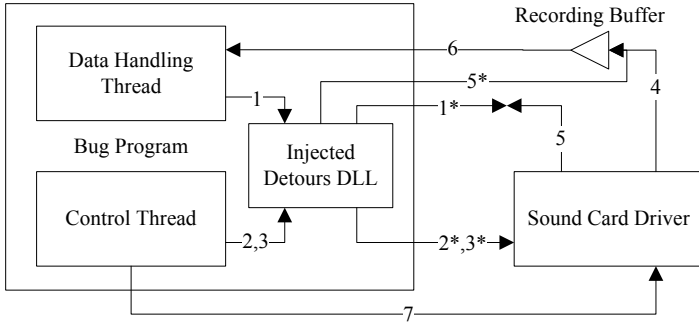 Recording Buffer
Data Handling
Thread
6
5*
4
1
1*
5
Bug Program
Injected
Detours DLL
Control Thread
2,3
2*,3*
Sound Card Driver
7